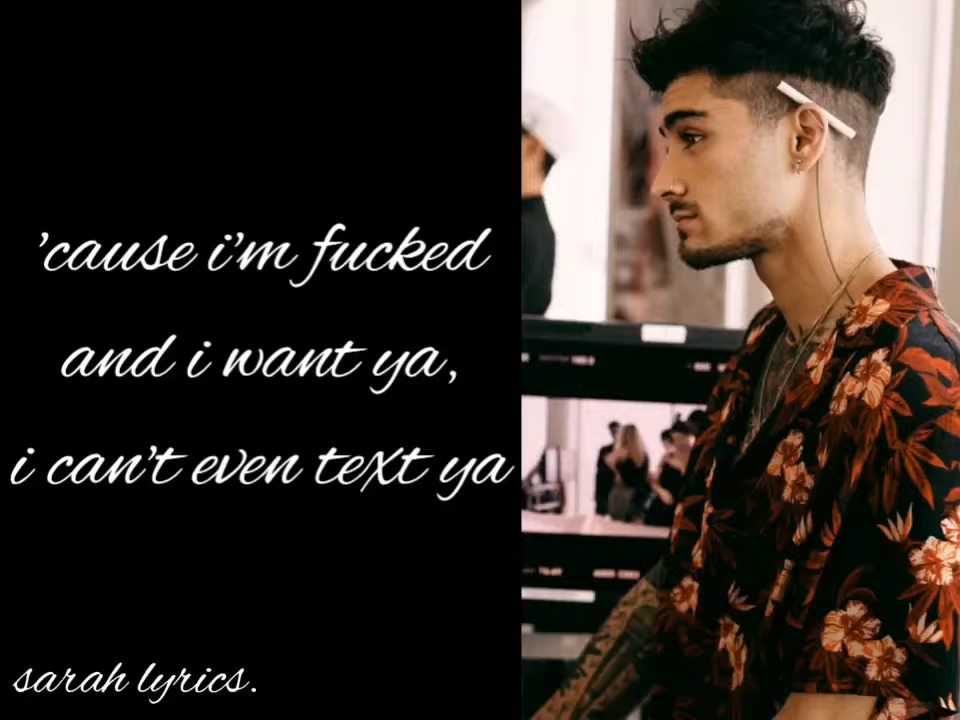 'cause i'm fucked
and i want ya,
i can't even text ya
sarah lyrics.